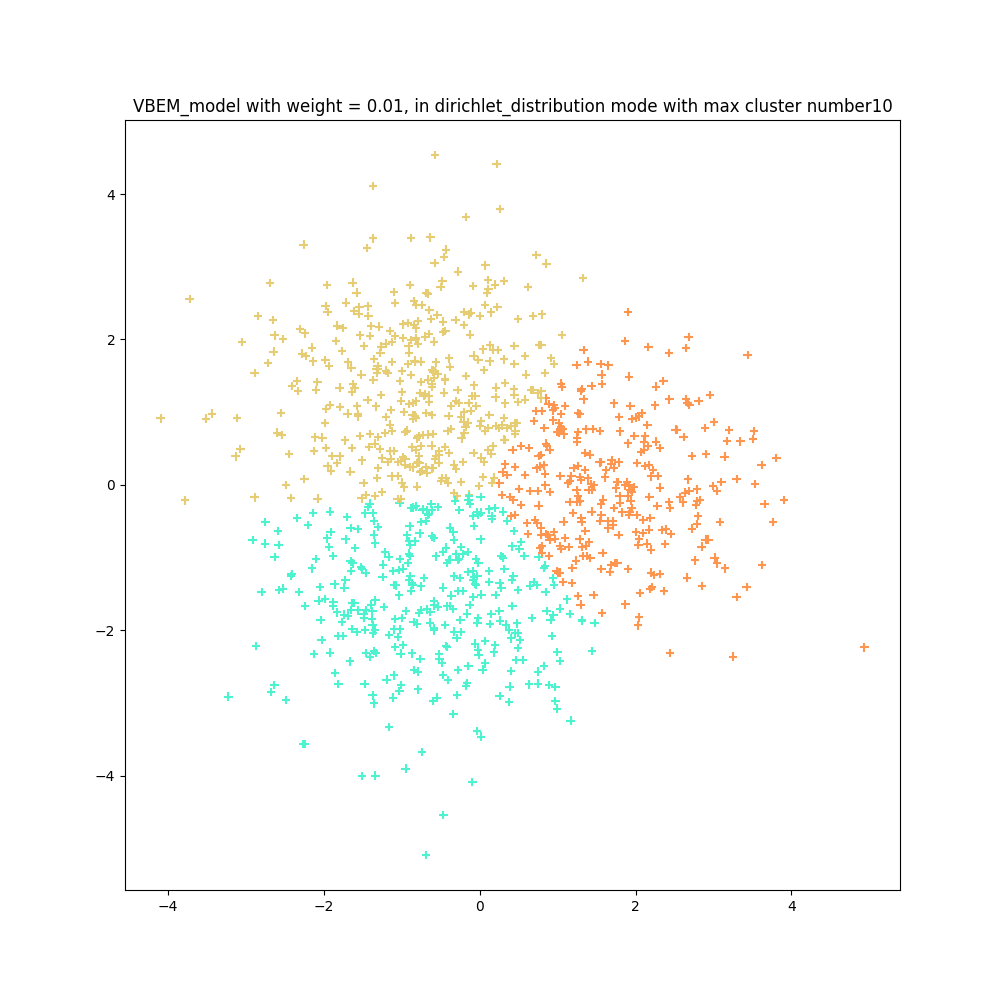 VBEM_model with weight = 0.01, in dirichlet_distribution mode with max cluster number10
4
2
0
−2
−4
−4 −2 0 2 4